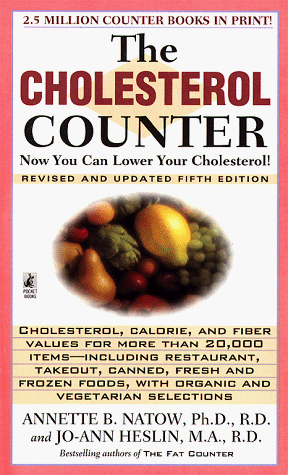 2.5 MILLION COUNTER BOOKS IN PRINT!
The
CHOLESTEROL
COUNTER
Now You Can Lower Your Cholesterol!
REVISED AND UPDATED FIFTH EDITION
POCKET
BOOKS
CHOLESTEROL, CALORIE, AND FIBER
VALUES FOR MORE THAN 20,000
ITEMS—INCLUDING RESTAURANT,
TAKEOUT, CANNED, FRESH AND
FROZEN FOODS, WITH ORGANIC AND
VEGETARIAN SELECTIONS
ANNETTE B. NATOW, Ph.D., R.D.
and JO-ANN HESLIN, M.A., R.D.
Bestselling authors of THE FAT COUNTER